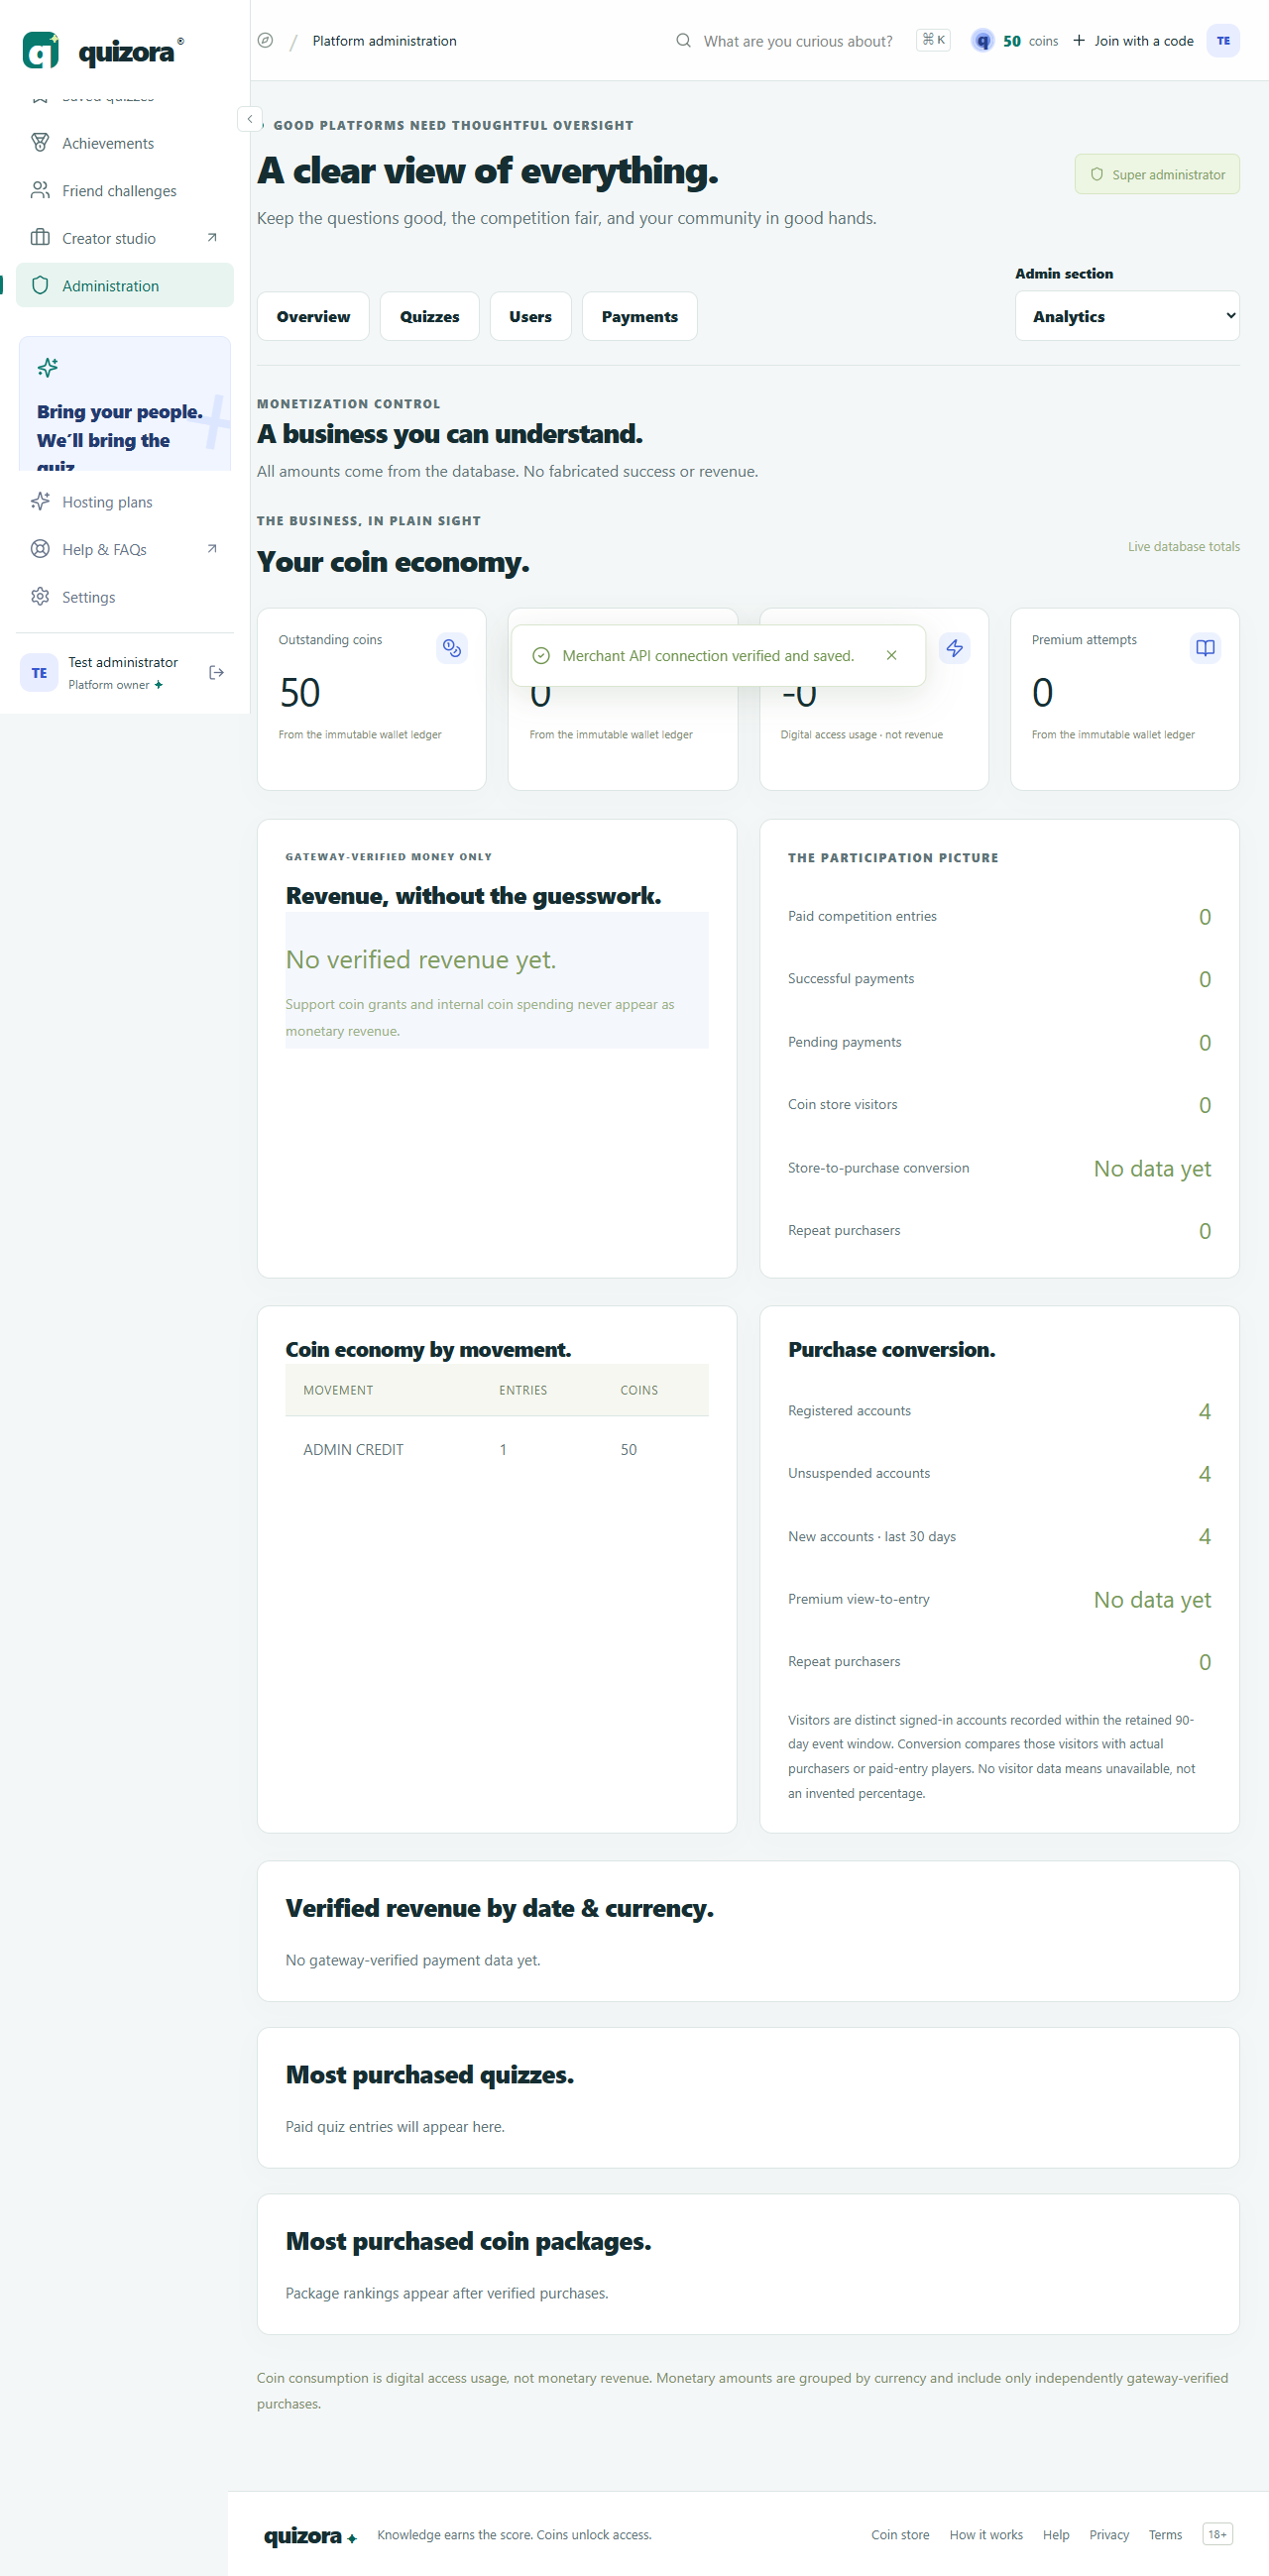 quizora®
Saved quizzes
Achievements
Friend challenges
Creator studio
Administration
Bring your people.
We'll bring the
quiz
Hosting plans
Help & FAQs
Settings
TE
Test administrator
Platform owner
Platform administration
What are you curious about?
⌘ K
50 coins
Join with a code
TE
GOOD PLATFORMS NEED THOUGHTFUL OVERSIGHT
A clear view of everything.
Super administrator
Keep the questions good, the competition fair, and your community in good hands.
Admin section
Overview
Quizzes
Users
Payments
Analytics
MONETIZATION CONTROL
A business you can understand.
All amounts come from the database. No fabricated success or revenue.
THE BUSINESS, IN PLAIN SIGHT
Your coin economy.
Live database totals
Outstanding coins
50
From the immutable wallet ledger
Merchant API connection verified and saved.
0
From the immutable wallet ledger
-0
Digital access usage · not revenue
Premium attempts
0
From the immutable wallet ledger
GATEWAY-VERIFIED MONEY ONLY
Revenue, without the guesswork.
No verified revenue yet.
Support coin grants and internal coin spending never appear as
monetary revenue.
THE PARTICIPATION PICTURE
Paid competition entries 0
Successful payments 0
Pending payments 0
Coin store visitors 0
Store-to-purchase conversion No data yet
Repeat purchasers 0
Coin economy by movement.
MOVEMENT ENTRIES COINS
ADMIN CREDIT 1 50
Purchase conversion.
Registered accounts 4
Unsuspended accounts 4
New accounts · last 30 days 4
Premium view-to-entry No data yet
Repeat purchasers 0
Visitors are distinct signed-in accounts recorded within the retained 90-
day event window. Conversion compares those visitors with actual
purchasers or paid-entry players. No visitor data means unavailable, not
an invented percentage.
Verified revenue by date & currency.
No gateway-verified payment data yet.
Most purchased quizzes.
Paid quiz entries will appear here.
Most purchased coin packages.
Package rankings appear after verified purchases.
Coin consumption is digital access usage, not monetary revenue. Monetary amounts are grouped by currency and include only independently gateway-verified
purchases.
quizora
Knowledge earns the score. Coins unlock access.
Coin store
How it works
Help
Privacy
Terms
18+